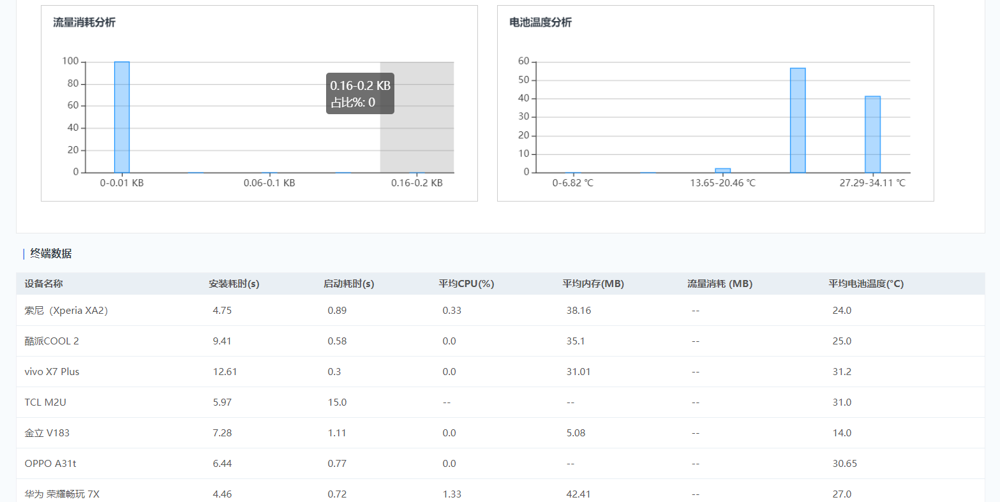 流量消耗分析
100
80
60
40
20
0
0-0.01 KB
0.06-0.1 KB
0.16-0.2 KB
0.16-0.2 KB
占比%: 0
电池温度分析
60
50
40
30
20
10
0
0-6.82 ℃
13.65-20.46 ℃
27.29-34.11 ℃
终端数据
设备名称 安装耗时(s) 启动耗时(s) 平均CPU(%) 平均内存(MB) 流量消耗 (MB) 平均电池温度(°C)
索尼（Xperia XA2） 4.75 0.89 0.33 38.16 -- 24.0
酷派COOL 2 9.41 0.58 0.0 35.1 -- 25.0
vivo X7 Plus 12.61 0.3 0.0 31.01 -- 31.2
TCL M2U 5.97 15.0 -- -- -- 31.0
金立 V183 7.28 1.11 0.0 5.08 -- 14.0
OPPO A31t 6.44 0.77 0.0 -- -- 30.65
华为 荣耀畅玩 7X 4.46 0.72 1.33 42.41 -- 27.0